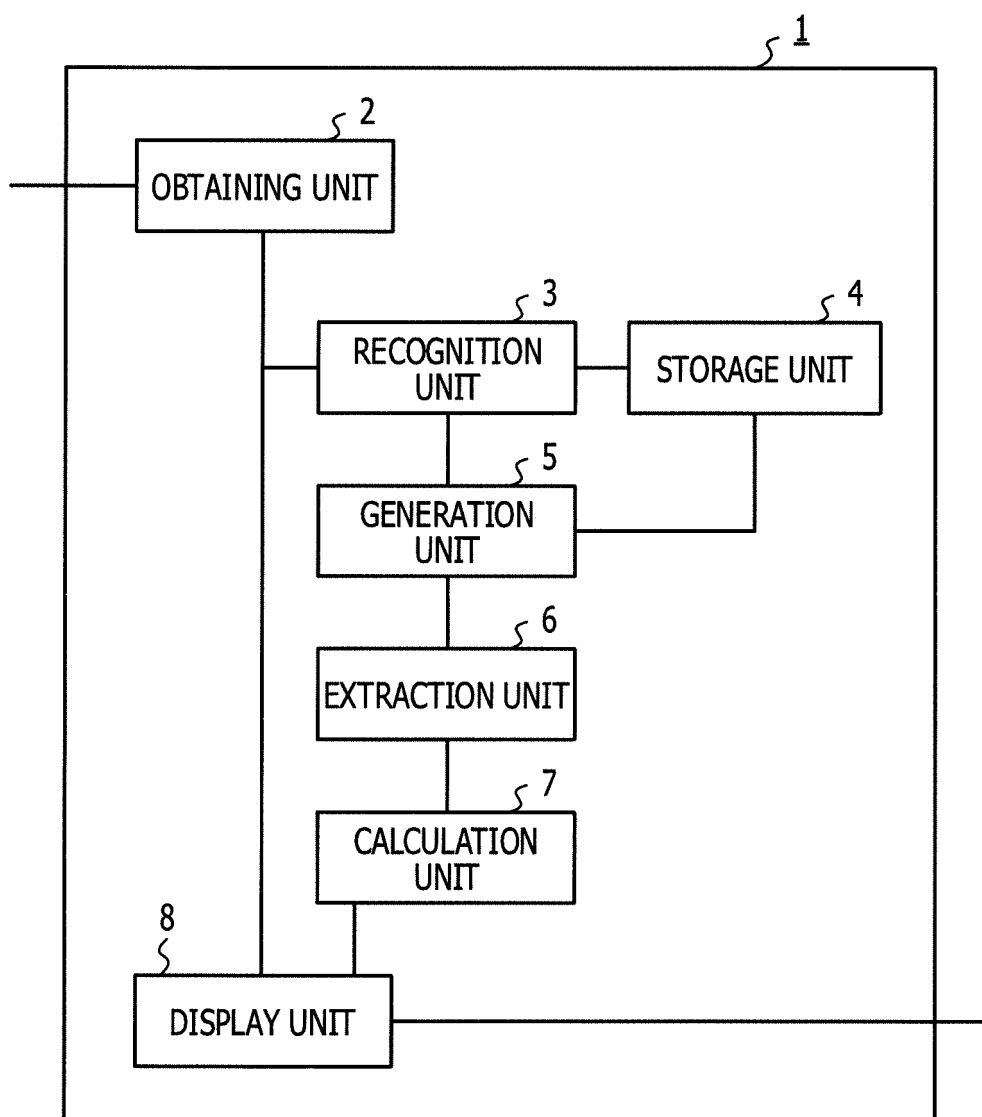 1
2
OBTAINING UNIT
3
4
RECOGNITION
UNIT
STORAGE UNIT
5
GENERATION
UNIT
6
EXTRACTION UNIT
7
CALCULATION
UNIT
8
DISPLAY UNIT